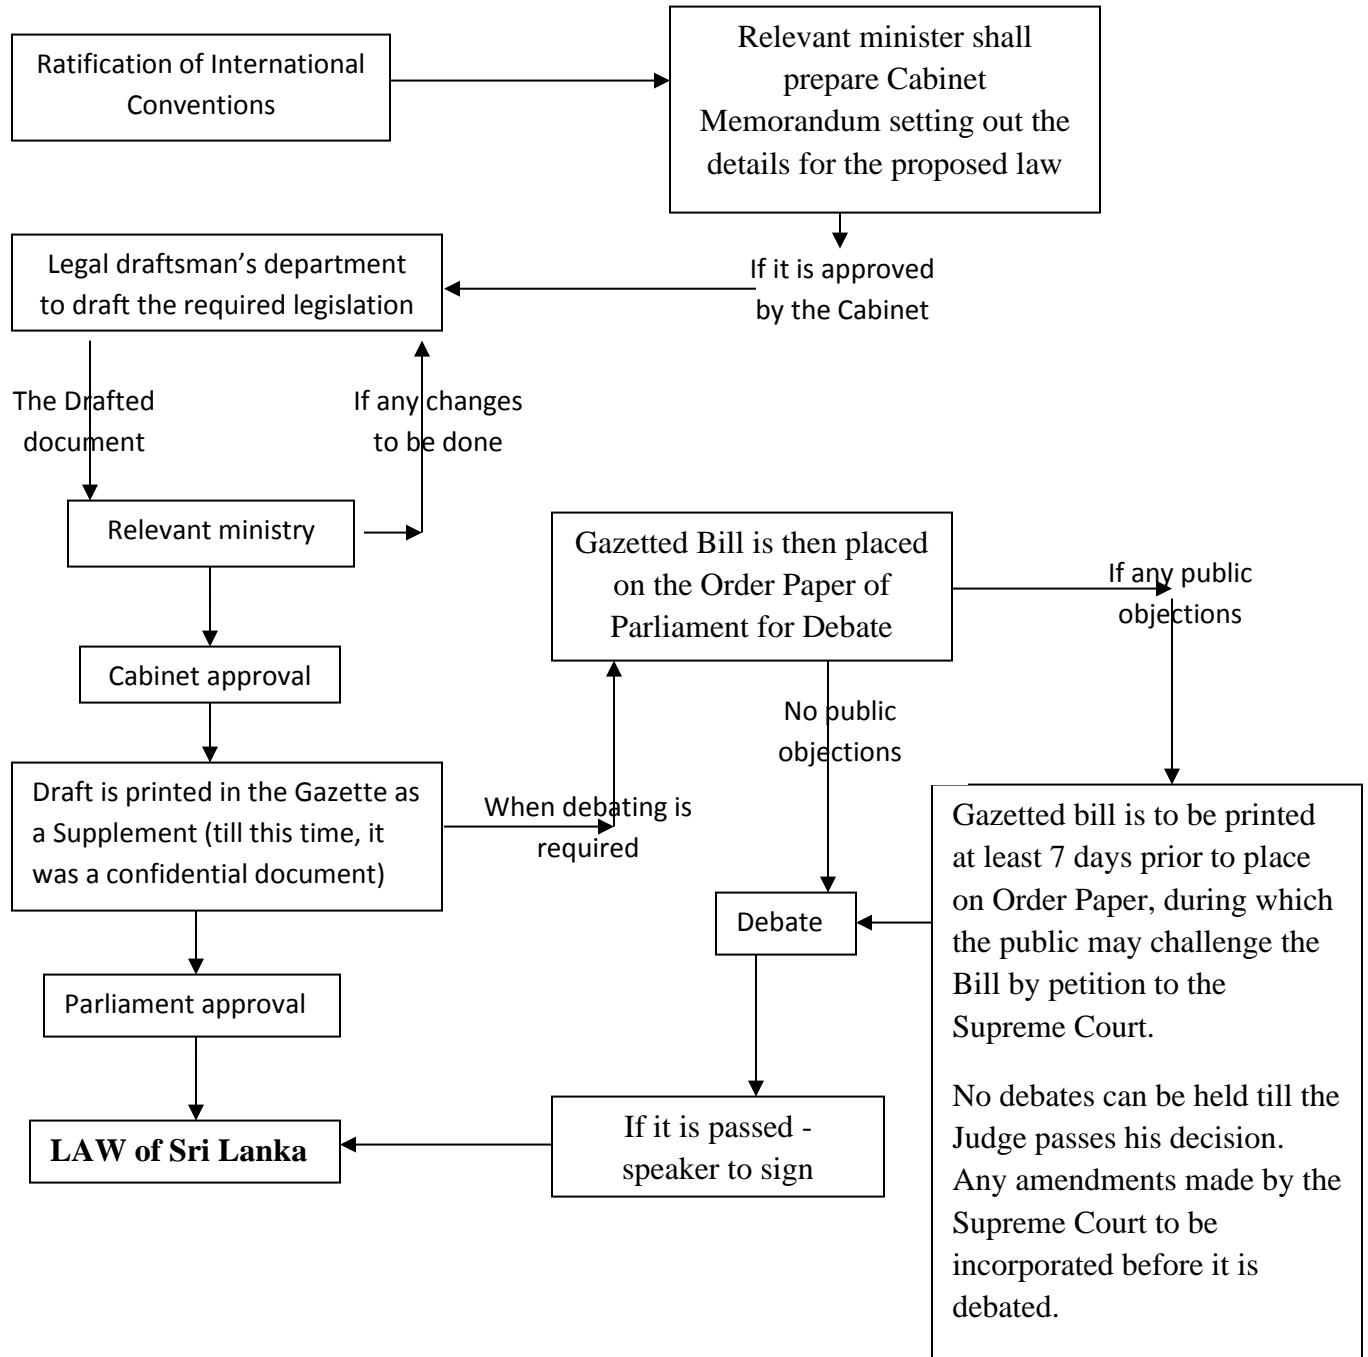 Ratification of International
Conventions
Relevant minister shall
prepare Cabinet
Memorandum setting out the
details for the proposed law
If it is approved
by the Cabinet
Legal draftsman’s department
to draft the required legislation
The Drafted
document
If any changes
to be done
Relevant ministry
Cabinet approval
Draft is printed in the Gazette as
a Supplement (till this time, it
was a confidential document)
When debating is
required
Gazetted Bill is then placed
on the Order Paper of
Parliament for Debate
If any public
objections
No public
objections
Gazetted bill is to be printed
at least 7 days prior to place
on Order Paper, during which
the public may challenge the
Bill by petition to the
Supreme Court.
No debates can be held till the
Judge passes his decision.
Any amendments made by the
Supreme Court to be
incorporated before it is
debated.
Debate
Parliament approval
If it is passed -
speaker to sign
LAW of Sri Lanka